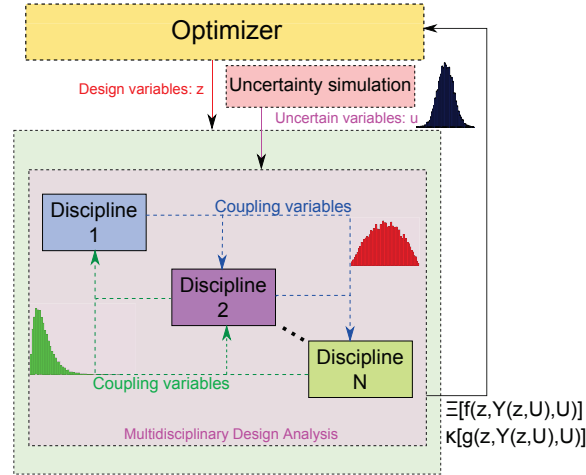 Optimizer
Design variables: z
Uncertainty simulation
Uncertain variables: u
Discipline
1
Coupling variables
Discipline
2
Discipline
N
Coupling variables
Multidisciplinary Design Analysis
Ξ[f(z,Y(z,U),U)]
κ[g(z,Y(z,U),U)]